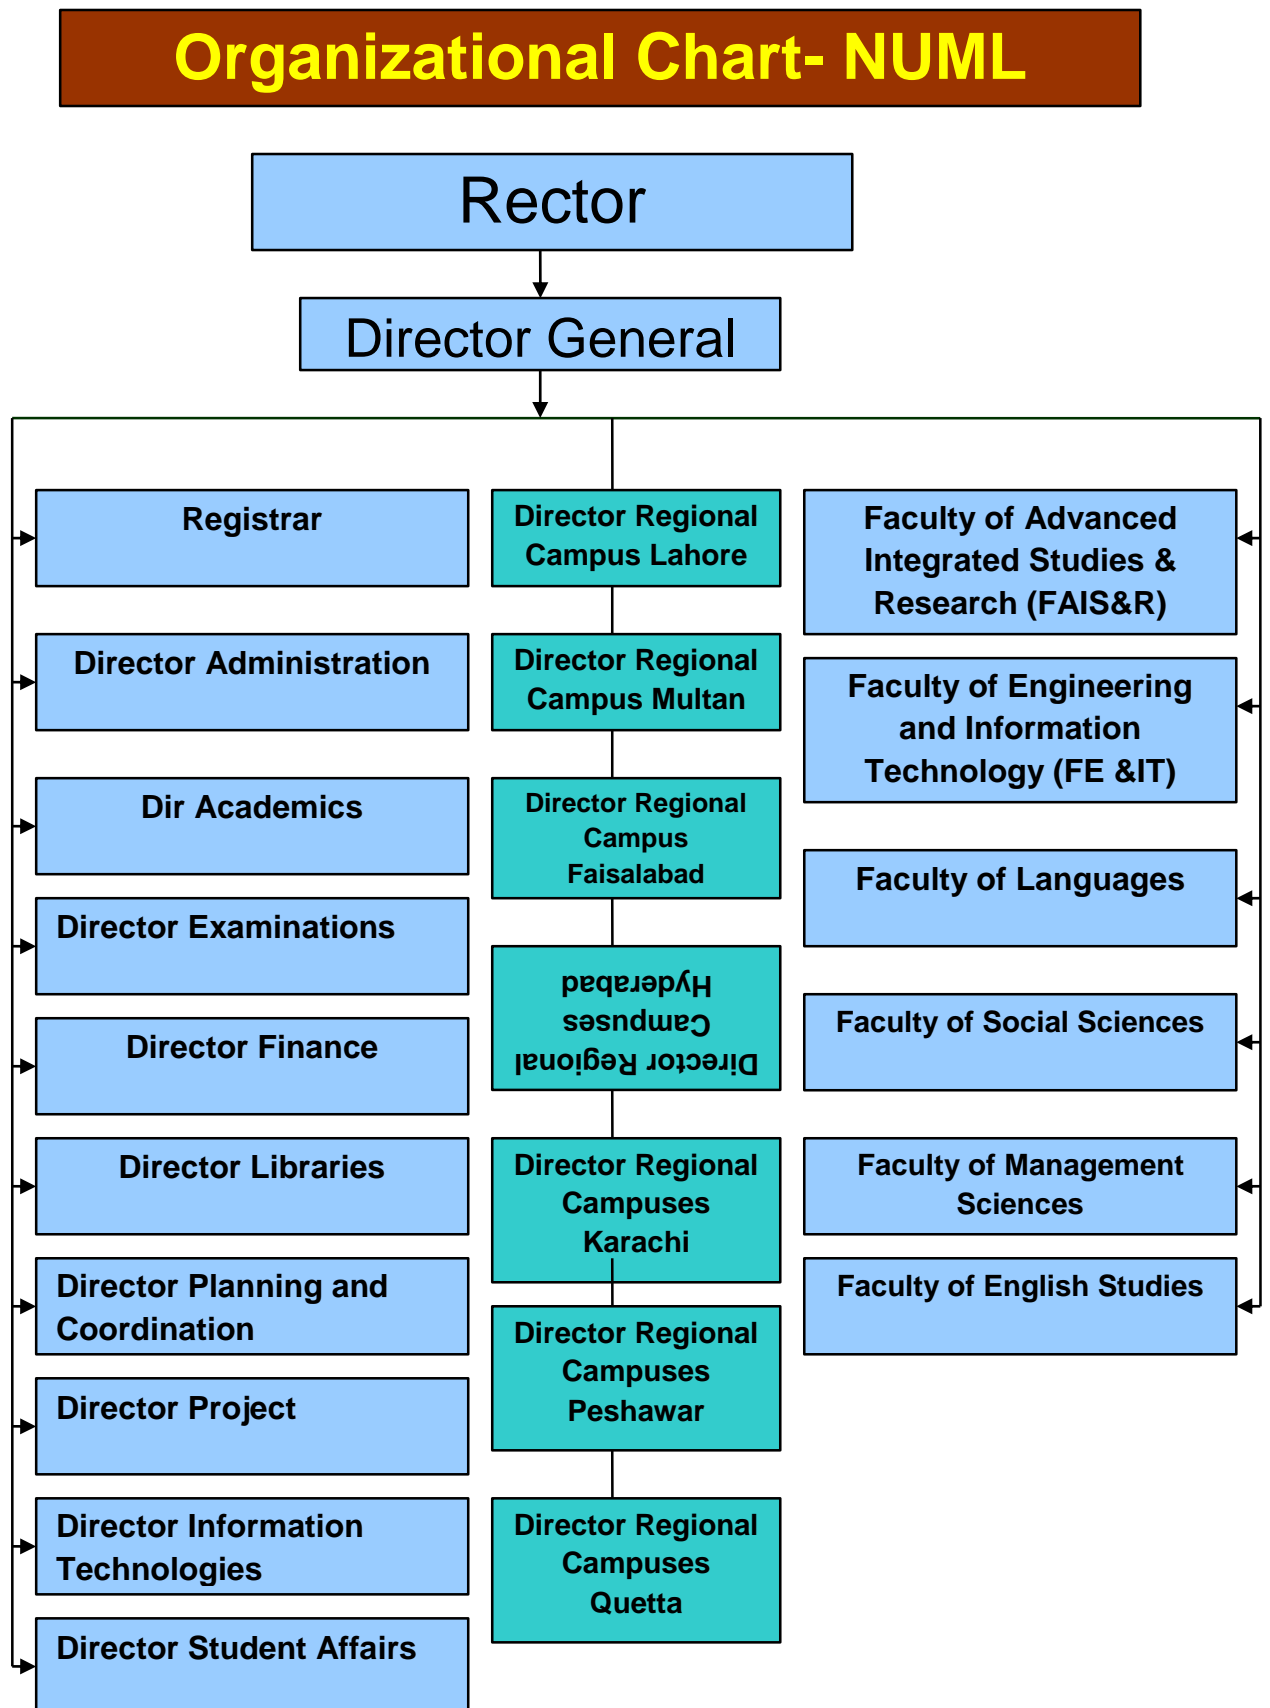 Organizational Chart- NUML
Rector
Director General
Registrar
Director Administration
Dir Academics
Director Examinations
Director Finance
Director Libraries
Director Planning and
Coordination
Director Project
Director Information
Technologies
Director Student Affairs
Director Regional
Campus Lahore
Director Regional
Campus Multan
Director Regional
Campus
Faisalabad
Director Regional
Campuses
Hyderabad
Director Regional
Campuses
Karachi
Director Regional
Campuses
Peshawar
Director Regional
Campuses
Quetta
Faculty of Advanced
Integrated Studies &
Research (FAIS&R)
Faculty of Engineering
and Information
Technology (FE &IT)
Faculty of Languages
Faculty of Social Sciences
Faculty of Management
Sciences
Faculty of English Studies